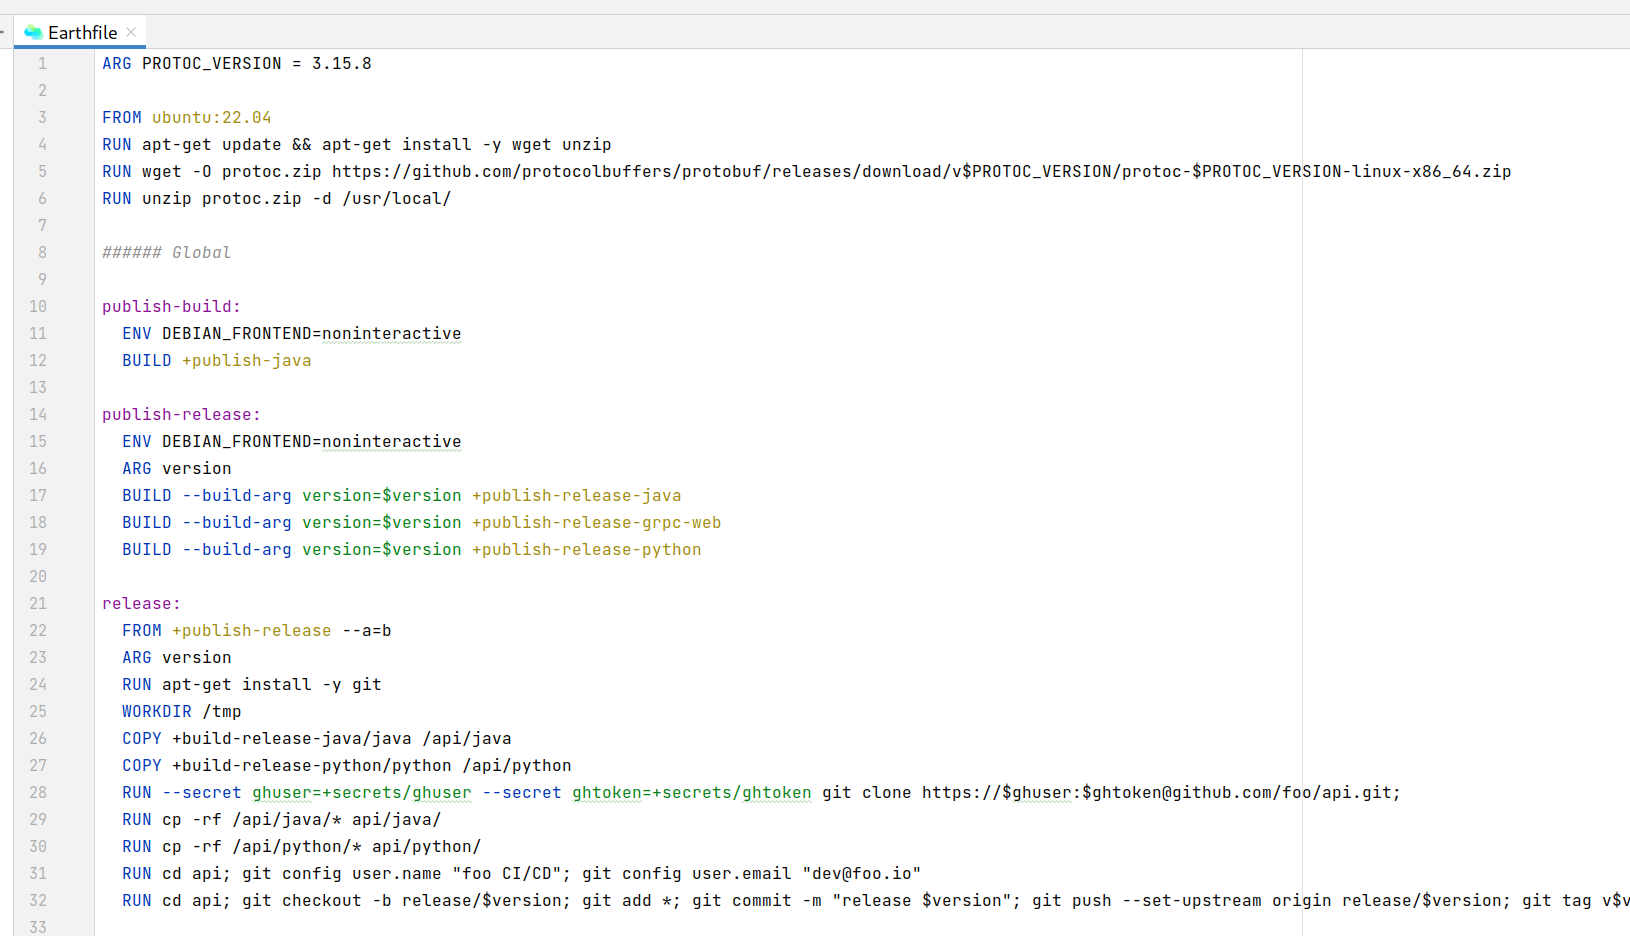 Earthfile
1 ARG PROTOC_VERSION = 3.15.8
2
3 FROM ubuntu:22.04
4 RUN apt-get update && apt-get install -y wget unzip
5 RUN wget -O protoc.zip https://github.com/protocolbuffers/protobuf/releases/download/v$PROTOC_VERSION/protoc-$PROTOC_VERSION-linux-x86_64.zip
6 RUN unzip protoc.zip -d /usr/local/
7
8 ###### Global
9
10 publish-build:
11 ENV DEBIAN_FRONTEND=noninteractive
12 BUILD +publish-java
13
14 publish-release:
15 ENV DEBIAN_FRONTEND=noninteractive
16 ARG version
17 BUILD --build-arg version=$version +publish-release-java
18 BUILD --build-arg version=$version +publish-release-grpc-web
19 BUILD --build-arg version=$version +publish-release-python
20
21 release:
22 FROM +publish-release --a=b
23 ARG version
24 RUN apt-get install -y git
25 WORKDIR /tmp
26 COPY +build-release-java/java /api/java
27 COPY +build-release-python/python /api/python
28 RUN --secret ghuser=+secrets/ghuser --secret ghtoken=+secrets/ghtoken git clone https://$ghuser:$ghtoken@github.com/foo/api.git;
29 RUN cp -rf /api/java/* api/java/
30 RUN cp -rf /api/python/* api/python/
31 RUN cd api; git config user.name "foo CI/CD"; git config user.email "dev@foo.io"
32 RUN cd api; git checkout -b release/$version; git add *; git commit -m "release $version"; git push --set-upstream origin release/$version; git tag v$v
33